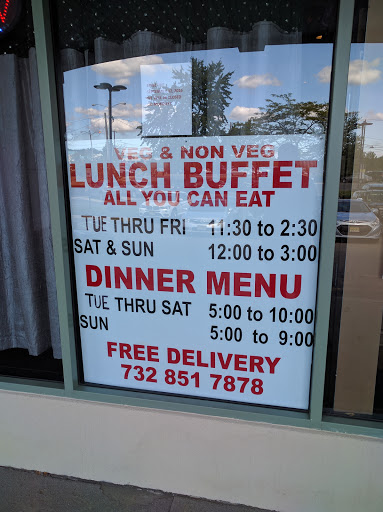 VEG & NON VEG
LUNCH BUFFET
ALL YOU CAN EAT
TUE THRU FRI 11:30 to 2:30
SAT & SUN 12:00 to 3:00
DINNER MENU
TUE THRU SAT 5:00 to 10:00
SUN 5:00 to 9:00
FREE DELIVERY
732 851 7878